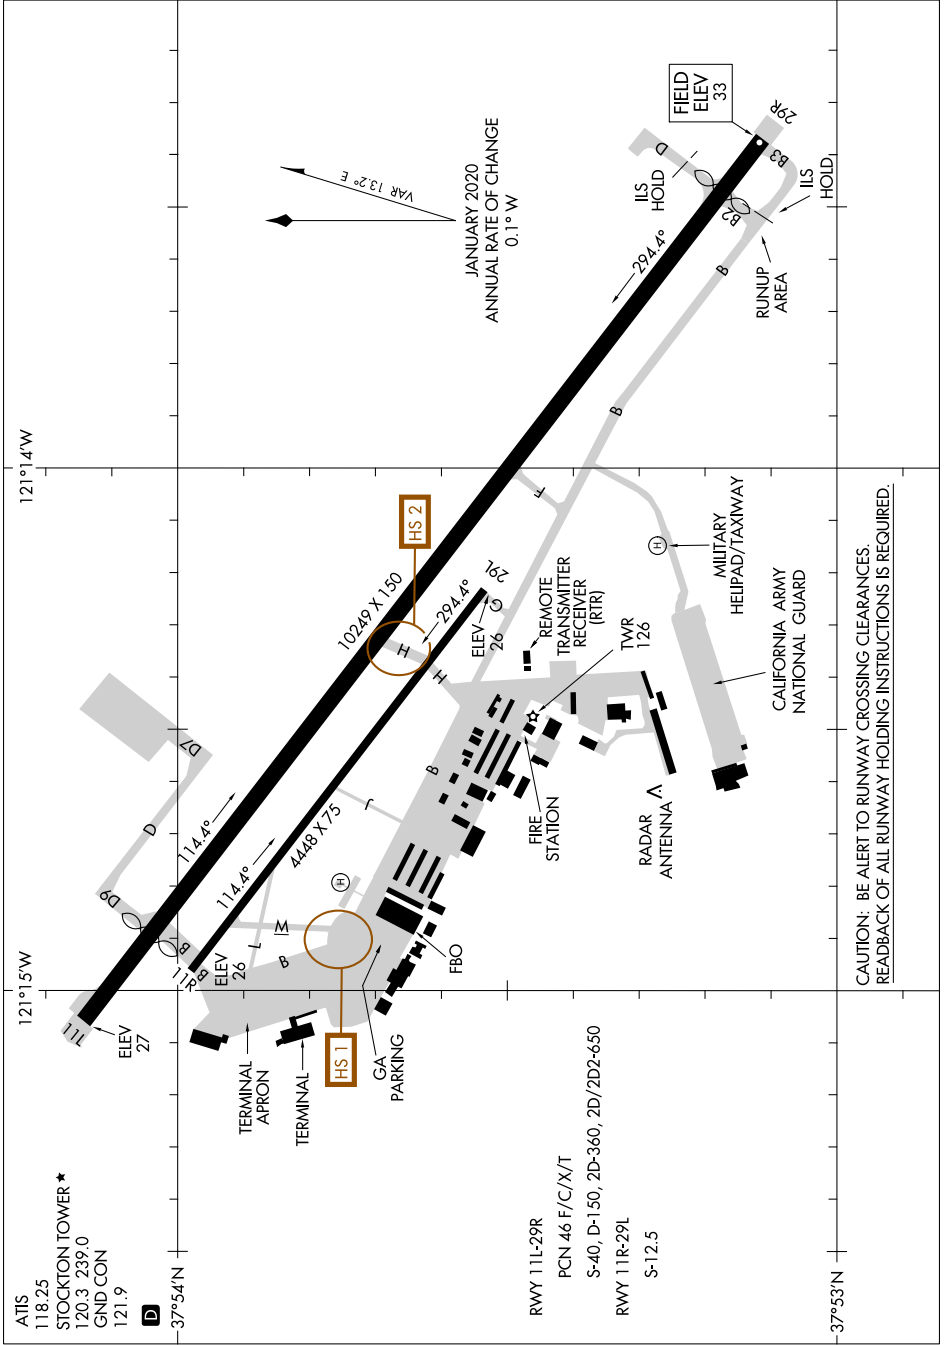 ATIS
118.25
STOCKTON TOWER ★
120.3 239.0
GND CON
121.9
D
37°54'N
37°53'N
121°15'W
121°14'W
JANUARY 2020
ANNUAL RATE OF CHANGE
0.1° W
VAR 13.2° E
FIELD
ELEV
33
29R
B3
D
ILS
HOLD
B2
ILS
HOLD
RUNUP
AREA
B
294.4°
B
F
HS 2
10249 X 150
294.4°
29L
G
ELEV
26
H
H
REMOTE
TRANSMITTER
RECEIVER
(RTR)
TWR
126
H
MILITARY
HELIPAD/TAXIWAY
CALIFORNIA ARMY
NATIONAL GUARD
D7
D
D9
114.4°
114.4°
4448 X 75
J
B
FIRE
STATION
RADAR
ANTENNA
H
M
L
B
B
B
11R
ELEV
26
11L
ELEV
27
FBO
HS 1
GA
PARKING
TERMINAL
APRON
TERMINAL
RWY 11L-29R
PCN 46 F/C/X/T
S-40, D-150, 2D-360, 2D/2D2-650
RWY 11R-29L
S-12.5
CAUTION: BE ALERT TO RUNWAY CROSSING CLEARANCES.
READBACK OF ALL RUNWAY HOLDING INSTRUCTIONS IS REQUIRED.